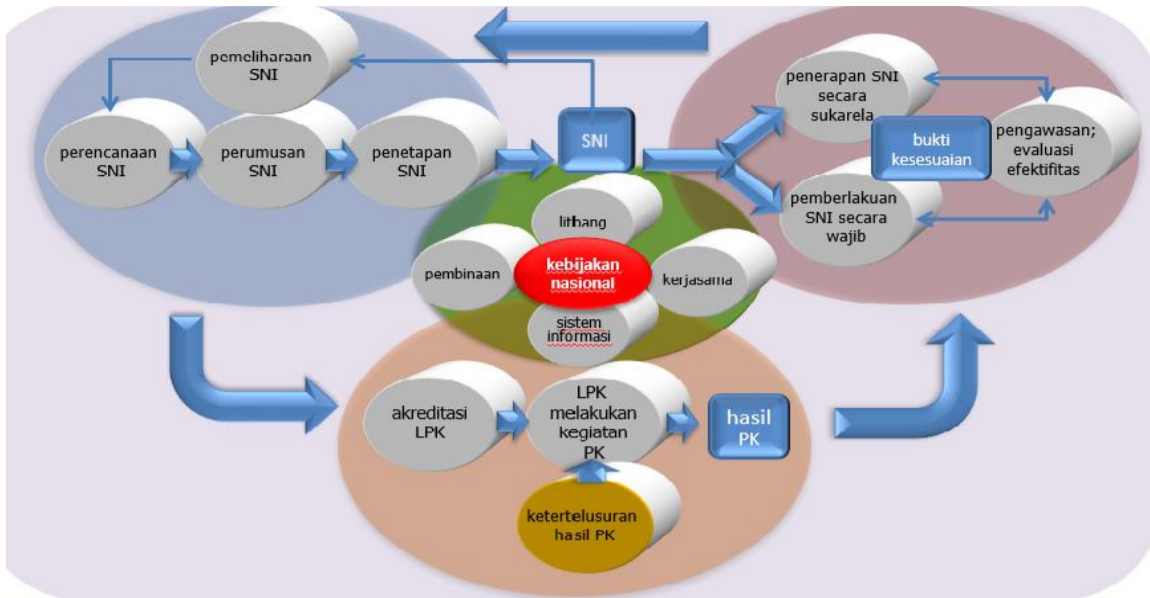 pemeliharaan
SNI
perencanaan
SNI
perumusan
SNI
penetapan
SNI
SNI
penerapan SNI
secara
sukarela
bukti
kesesuaian
pengawasan;
evaluasi
efektifitas
pemberlakuan
SNI secara
wajib
litbang
pembinaan
kebijakan
nasional
kerjasama
sistem
informasi
akreditasi
LPK
LPK
melakukan
kegiatan
PK
hasil
PK
ketertelusuran
hasil PK